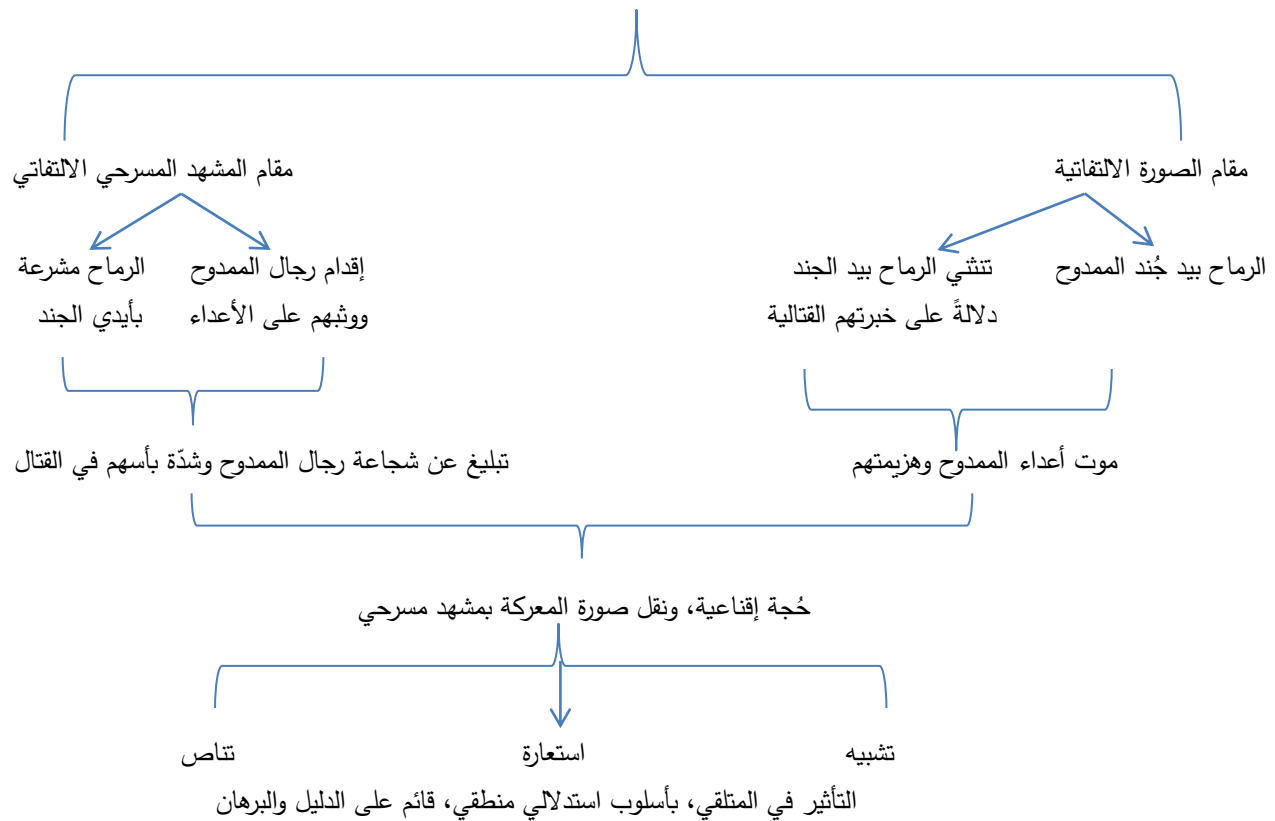 مقام الصورة الالتفاتية
مقام المشهد المسرحي الالتفاتي
الرماح بيد جُند الممدوح
تنثني الرماح بيد الجند
دلالةً على خبرتهم القتالية
إقدام رجال الممدوح
ووثبهم على الأعداء
الرماح مشرعة
بأيدي الجند
موت أعداء الممدوح وهزيمتهم
تبليغ عن شجاعة رجال الممدوح وشدّة بأسهم في القتال
حُجة إقناعية، ونقل صورة المعركة بمشهد مسرحي
تشبيه
استعارة
تناص
التأثير في المتلقي، بأسلوب استدلالي منطقي، قائم على الدليل والبرهان